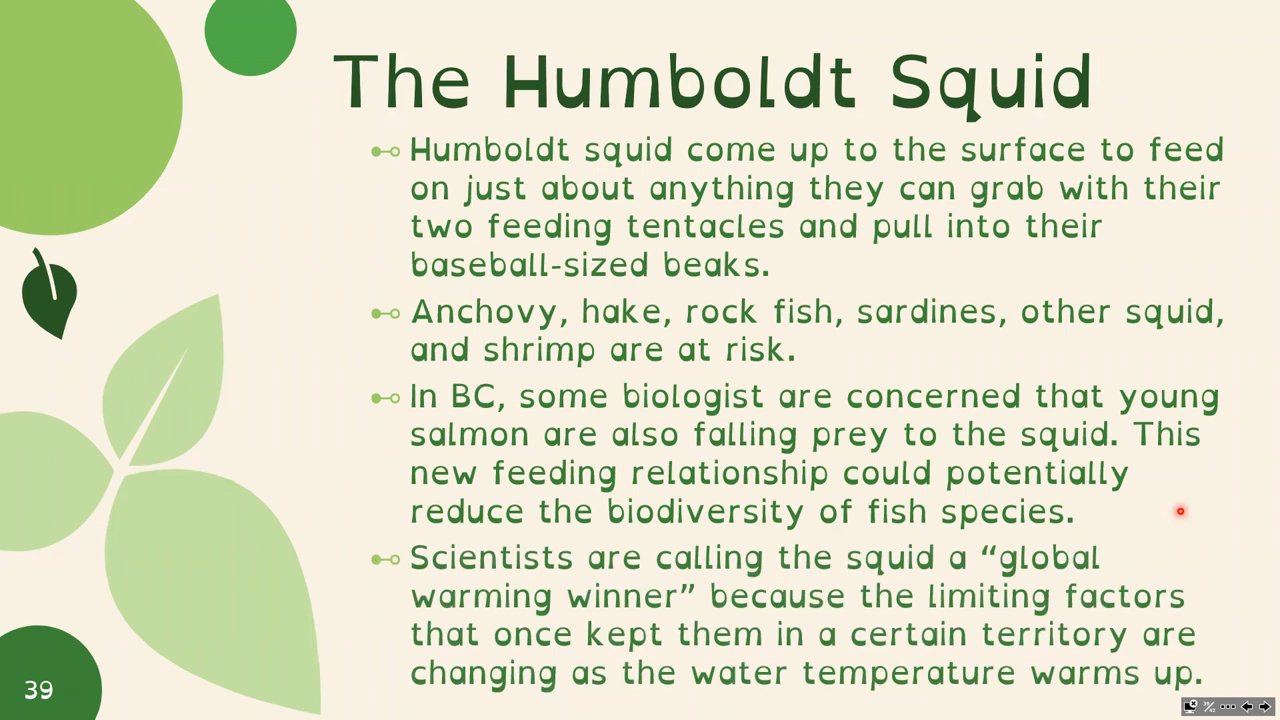 The Humboldt Squid
Humboldt squid come up to the surface to feed
on just about anything they can grab with their
two feeding tentacles and pull into their
baseball-sized beaks.
Anchovy, hake, rock fish, sardines, other squid,
and shrimp are at risk.
In BC, some biologist are concerned that young
salmon are also falling prey to the squid. This
new feeding relationship could potentially
reduce the biodiversity of fish species.
Scientists are calling the squid a “global
warming winner” because the limiting factors
that once kept them in a certain territory are
changing as the water temperature warms up.
39